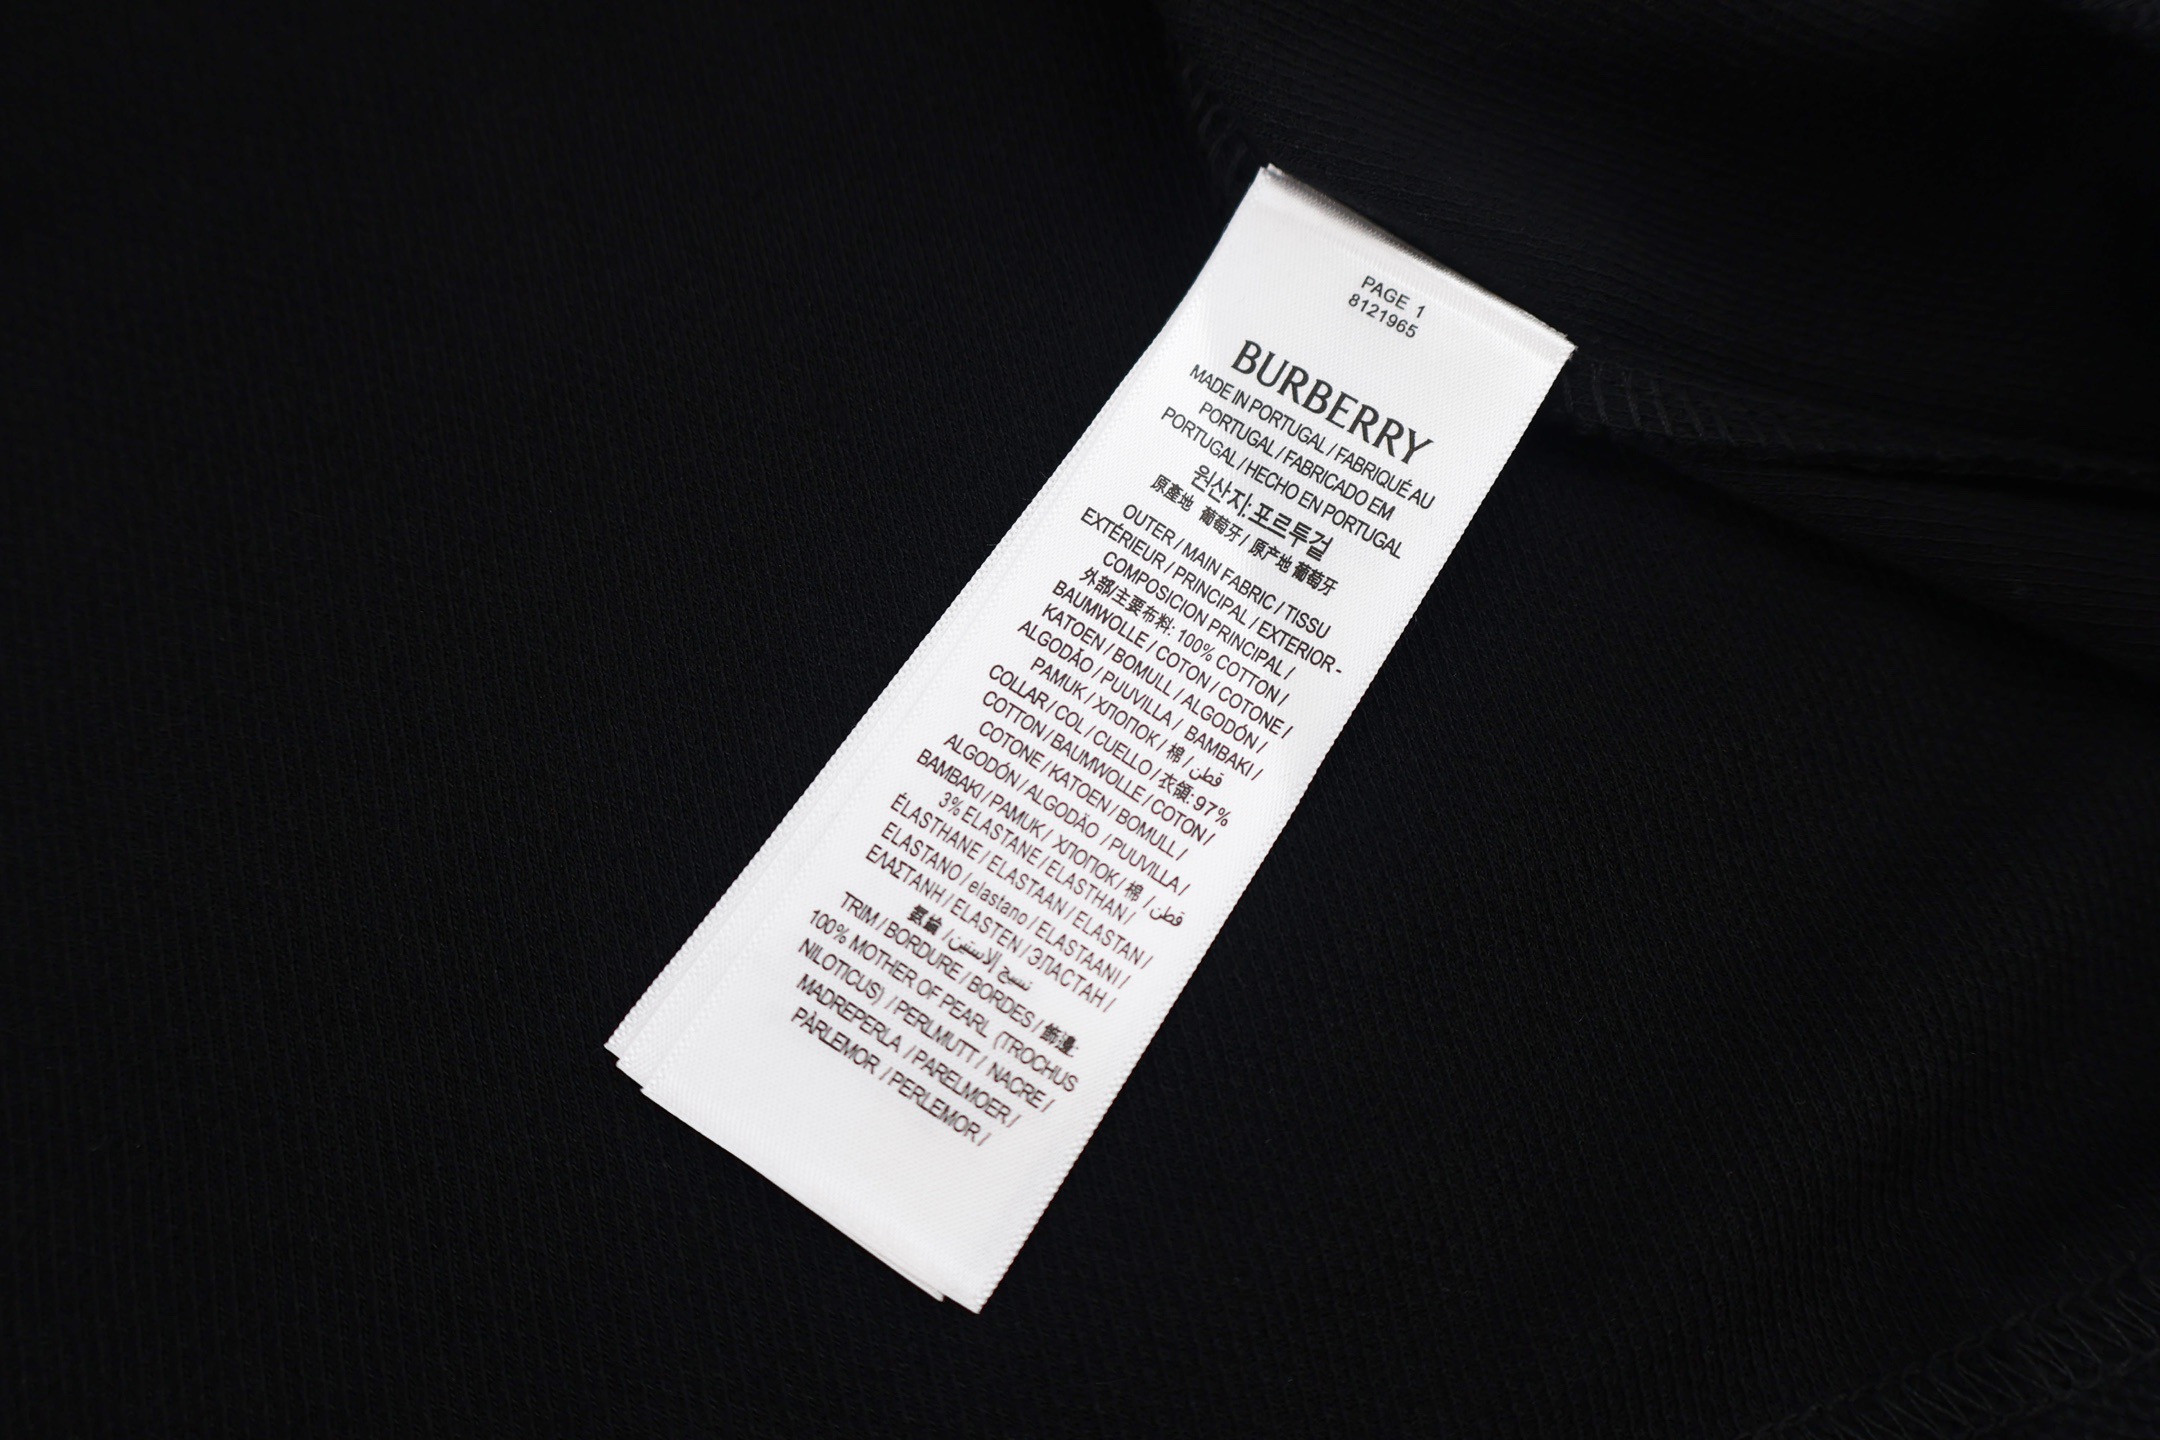 PAGE 1
8121965
BURBERRY
MADE IN PORTUGAL / FABRIQUÉ AU
PORTUGAL / FABRICADO EM
PORTUGAL / HECHO EN PORTUGAL
원산지: 포르투걸
原產地 葡萄牙 / 原产地 葡萄牙
OUTER / MAIN FABRIC / TISSU
EXTÉRIEUR / PRINCIPAL / EXTERIOR-
COMPOSICION PRINCIPAL /
外部/主要布料: 100% COTTON /
BAUMWOLLE / COTON / COTONE /
KATOEN / BOMULL / ALGODÓN /
ALGODÃO / PUUVILLA / BAMBAKI /
PAMUK / ХЛОПОК / 棉 / قطن
COLLAR / COL / CUELLO / 衣領: 97%
COTTON / BAUMWOLLE / COTON /
COTONE / KATOEN / BOMULL /
ALGODÓN / ALGODÃO / PUUVILLA /
BAMBAKI / PAMUK / ХЛОПОК / 棉 / قطن
3% ELASTANE / ELASTHAN /
ÉLASTHANE / ELASTAAN / ELASTAN /
ELASTANO / elastano / ELASTAANI /
ΕΛΑΣΤΑΝΗ / ELASTEN / ЭЛАСТАН /
氨綸 / نسيج إلاستين
TRIM / BORDURE / BORDES / 飾邊:
100% MOTHER OF PEARL (TROCHUS
NILOTICUS) / PERLMUTT / NACRE /
MADREPERLA / PARELMOER /
PÄRLEMOR / PERLEMOR /